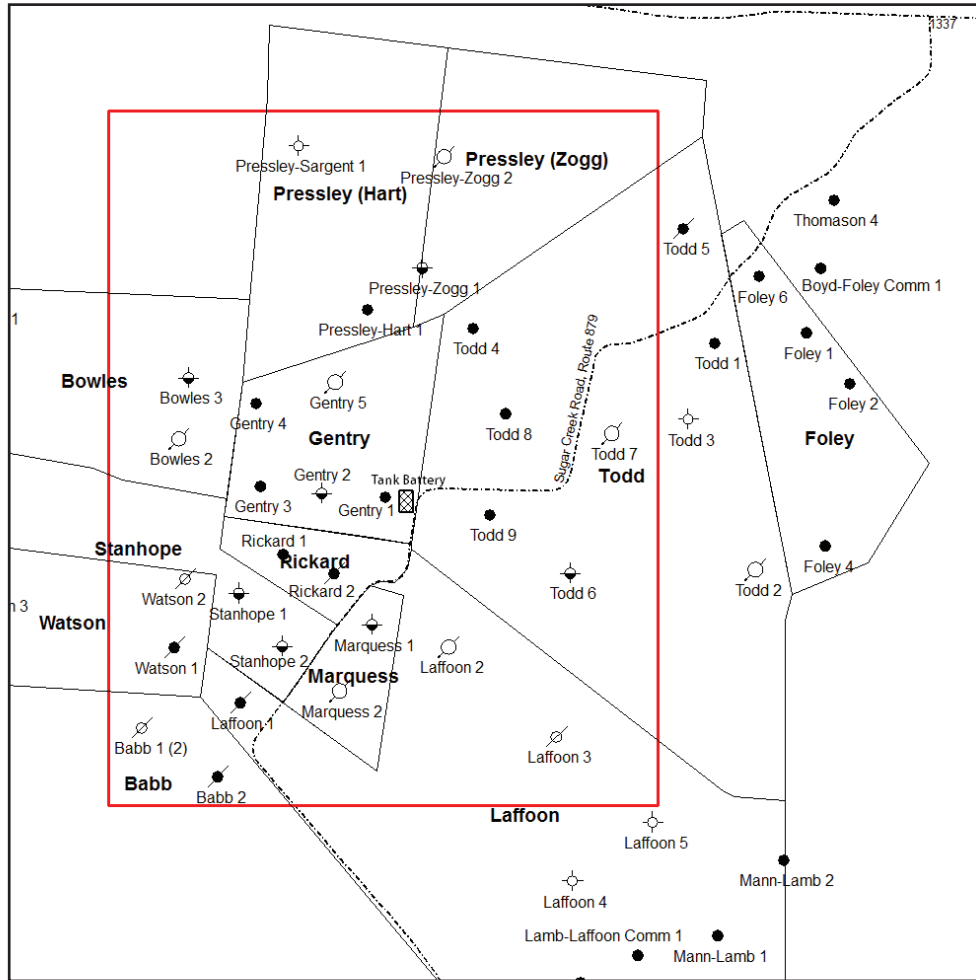 1337
Pressley-Sargent 1
Pressley (Zogg)
Pressley-Zogg 2
Pressley (Hart)
Thomason 4
Todd 5
Boyd-Foley Comm 1
Foley 6
Pressley-Zogg 1
1
Pressley-Hart 1
Todd 4
Sugar Creek Road, Route 879
Todd 1
Foley 1
Bowles
Bowles 3
Gentry 5
Foley 2
Gentry 4
Todd 8
Gentry
Todd 3
Foley
Bowles 2
Todd 7
Todd
Gentry 2
Tank Battery
Gentry 3
Gentry 1
Todd 9
Rickard 1
Stanhope
Rickard
Foley 4
Rickard 2
Todd 6
Todd 2
Watson 2
n 3
Stanhope 1
Watson
Marquess 1
Stanhope 2
Watson 1
Laffoon 2
Marquess
Marquess 2
Laffoon 1
Babb 1 (2)
Laffoon 3
Babb
Babb 2
Laffoon
Laffoon 5
Mann-Lamb 2
Laffoon 4
Lamb-Laffoon Comm 1
Mann-Lamb 1